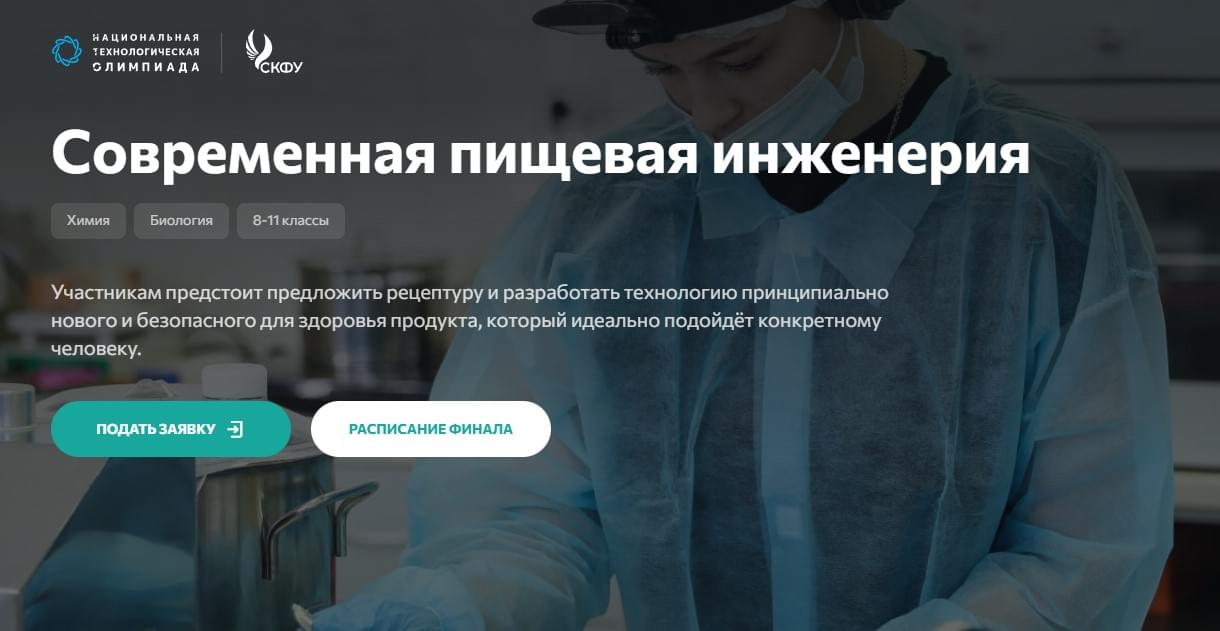 НАЦИОНАЛЬНАЯ
ТЕХНОЛОГИЧЕСКАЯ
ОЛИМПИАДА
СКФУ
Современная пищевая инженерия
Химия
Биология
8-11 классы
Участникам предстоит предложить рецептуру и разработать технологию принципиально
нового и безопасного для здоровья продукта, который идеально подойдёт конкретному
человеку.
ПОДАТЬ ЗАЯВКУ
РАСПИСАНИЕ ФИНАЛА